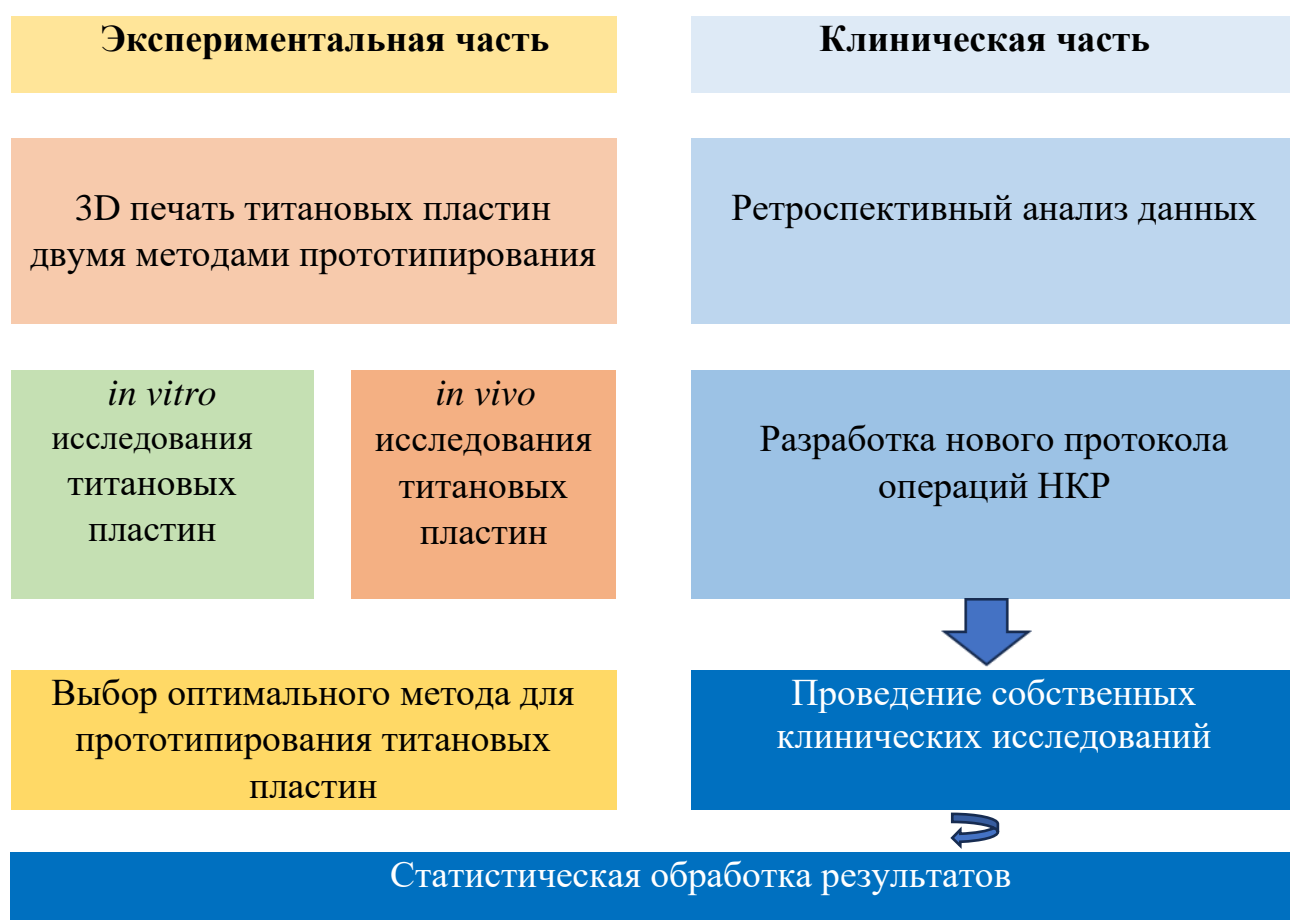 Экспериментальная часть
Клиническая часть
3D печать титановых пластин
двумя методами прототипирования
Ретроспективный анализ данных
in vitro
исследования
титановых
пластин
in vivo
исследования
титановых
пластин
Разработка нового протокола
операций НКР
Выбор оптимального метода для
прототипирования титановых
пластин
Проведение собственных
клинических исследований
Статистическая обработка результатов